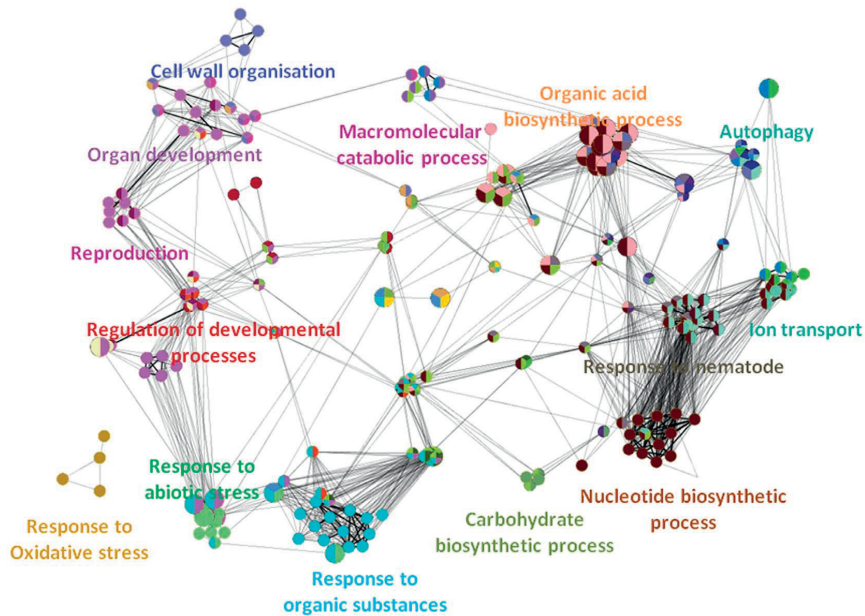 Cell wall organisation
Organic acid
biosynthetic process
Macromolecular
catabolic process
Autophagy
Organ development
Reproduction
Regulation of developmental
processes
Ion transport
Response to nematode
Response to
abiotic stress
Nucleotide biosynthetic
process
Response to
Oxidative stress
Carbohydrate
biosynthetic process
Response to
organic substances